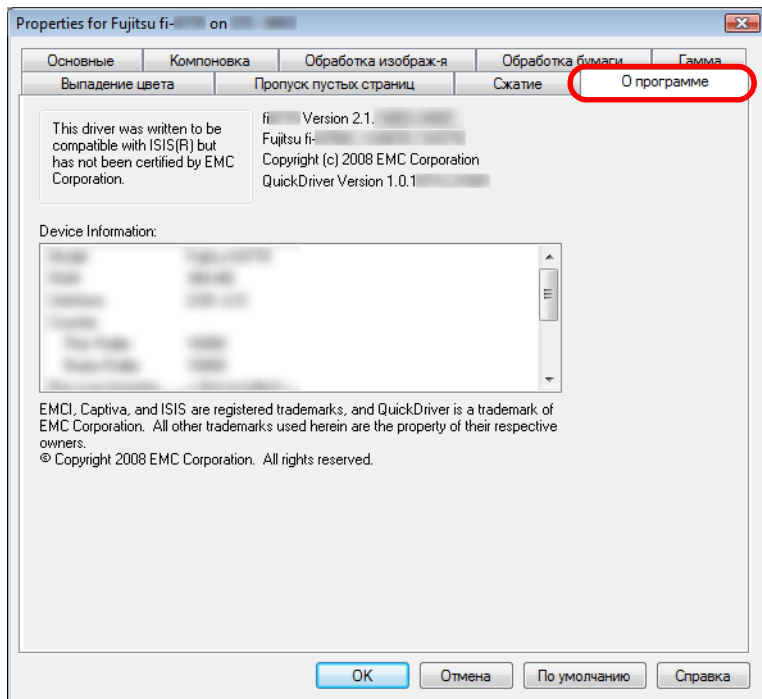 Properties for Fujitsu fi- on
Основные Компоновка Обработка изображ-я Обработка бумаги Гамма
Выпадение цвета Пропуск пустых страниц Сжатие О программе
This driver was written to be
compatible with ISIS(R) but
has not been certified by EMC
Corporation.
fi Version 2.1.
Fujitsu fi-
Copyright (c) 2008 EMC Corporation
QuickDriver Version 1.0.1
Device Information:
EMCI, Captiva, and ISIS are registered trademarks, and QuickDriver is a trademark of
EMC Corporation. All other trademarks used herein are the property of their respective
owners.
© Copyright 2008 EMC Corporation. All rights reserved.
OK Отмена По умолчанию Справка